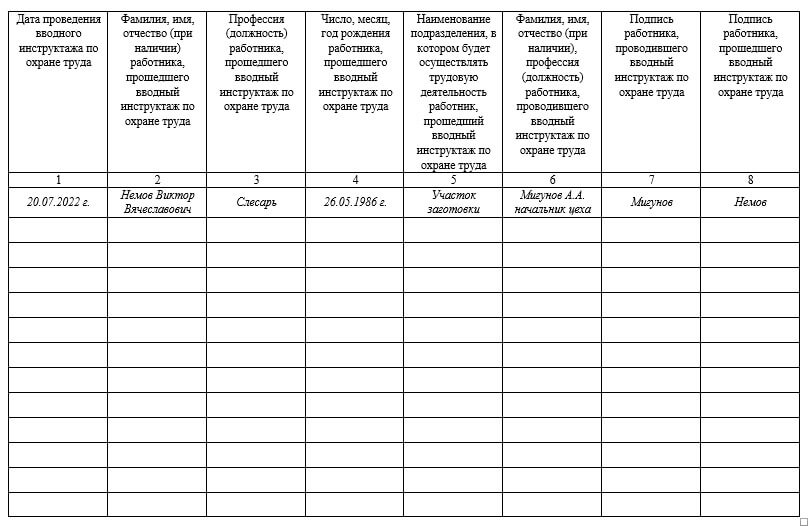 Дата проведения
вводного
инструктажа по
охране труда
Фамилия, имя,
отчество (при
наличии)
работника,
прошедшего
вводный
инструктаж по
охране труда
Профессия
(должность)
работника,
прошедшего
вводный
инструктаж по
охране труда
Число, месяц,
год рождения
работника,
прошедшего
вводный
инструктаж по
охране труда
Наименование
подразделения, в
котором будет
осуществлять
трудовую
деятельность
работник,
прошедший
вводный
инструктаж по
охране труда
Фамилия, имя,
отчество (при
наличии),
профессия
(должность)
работника,
проводившего
вводный
инструктаж по
охране труда
Подпись
работника,
проводившего
вводный
инструктаж по
охране труда
Подпись
работника,
прошедшего
вводный
инструктаж по
охране труда
1 2 3 4 5 6 7 8
20.07.2022 г.
Немов Виктор
Вячеславович
Слесарь
26.05.1986 г.
Участок
заготовки
Мигунов А.А.
начальник цеха
Мигунов
Немов